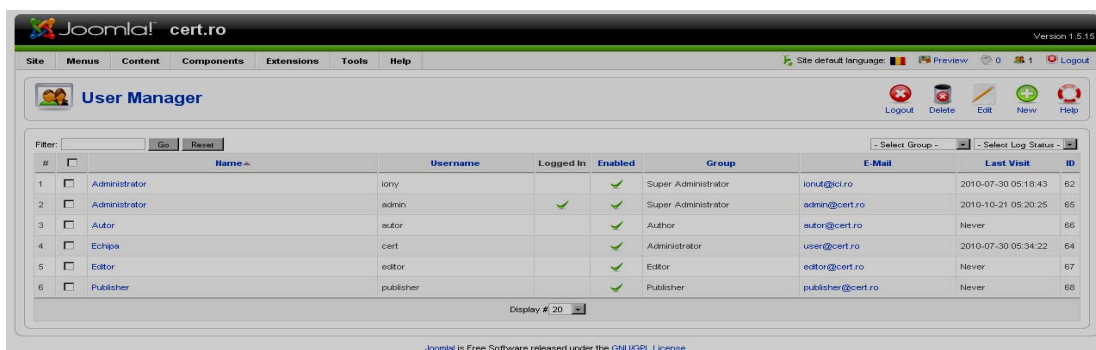 Joomla! cert.ro
Version 1.5.15
Site Menus Content Components Extensions Tools Help Site default language: Preview 0 1 Logout
User Manager
Logout Delete Edit New Help
Filter: Go Reset - Select Group - - Select Log Status -
# Name Username Logged In Enabled Group E-Mail Last Visit ID
1 Administrator iony Super Administrator ionut@ici.ro 2010-07-30 05:18:43 62
2 Administrator admin Super Administrator admin@cert.ro 2010-10-21 05:20:25 65
3 Autor autor Author autor@cert.ro Never 66
4 Echipa cert Administrator user@cert.ro 2010-07-30 05:34:22 64
5 Editor editor Editor editor@cert.ro Never 67
6 Publisher publisher Publisher publisher@cert.ro Never 68
Display # 20
Joomla! is Free Software released under the GNU/GPL License.